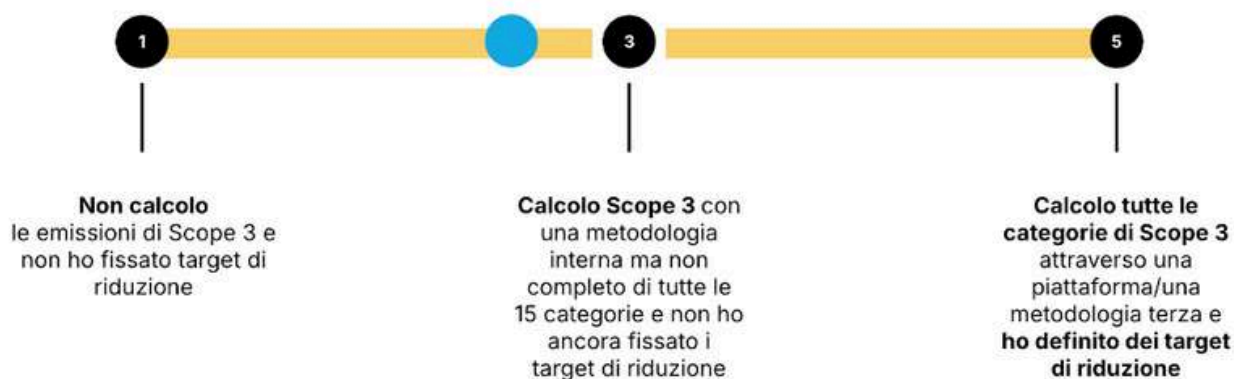 1
3
5
Non calcolo
le emissioni di Scope 3 e
non ho fissato target di
riduzione
Calcolo Scope 3 con
una metodologia
interna ma non
completo di tutte le
15 categorie e non ho
ancora fissato i
target di riduzione
Calcolo tutte le
categorie di Scope 3
attraverso una
piattaforma/una
metodologia terza e
ho definito dei target
di riduzione